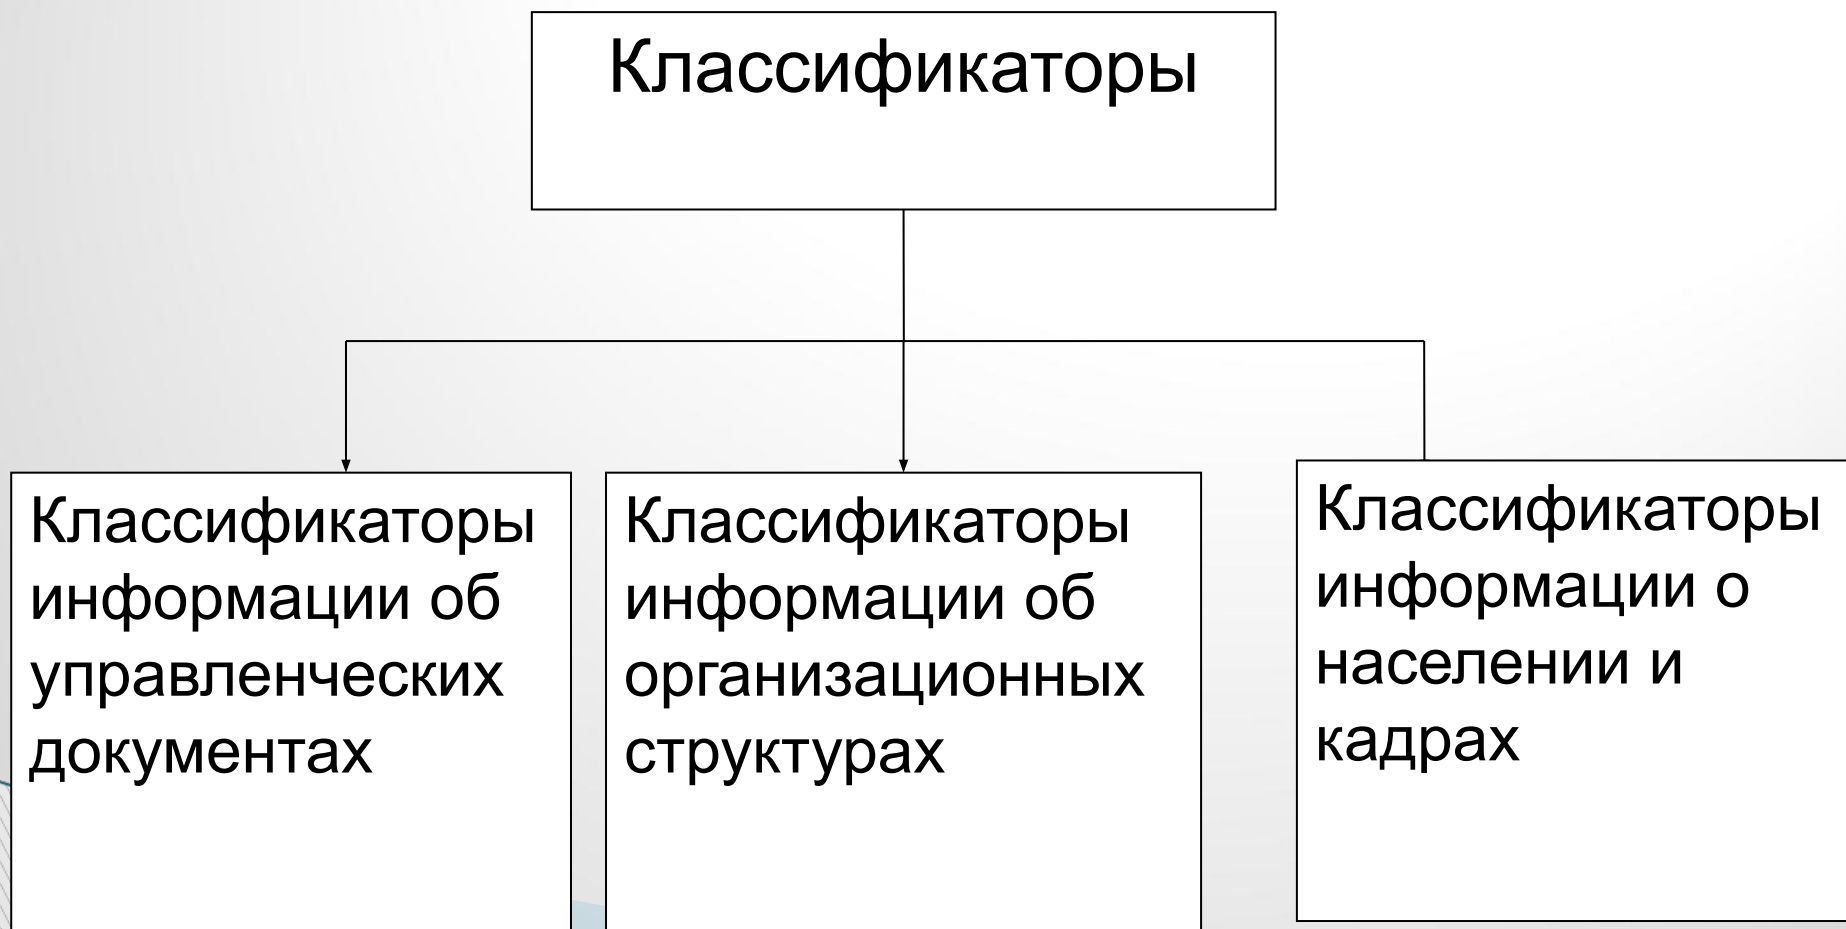 Классификаторы
Классификаторы
информации об
управленческих
документах
Классификаторы
информации об
организационных
структурах
Классификаторы
информации о
населении и
кадрах